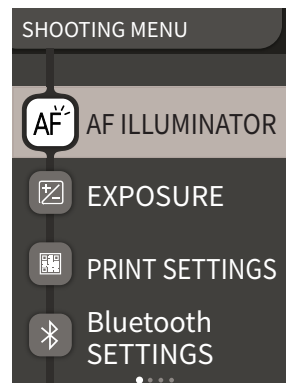 SHOOTING MENU
AF AF ILLUMINATOR
EXPOSURE
PRINT SETTINGS
Bluetooth
SETTINGS